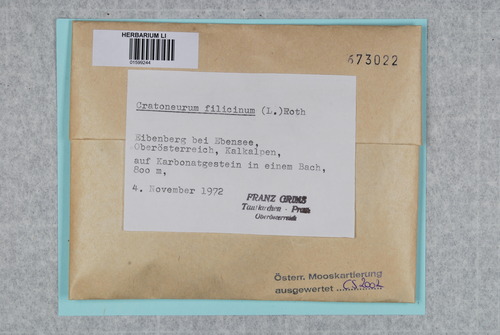 HERBARIUM LI
01599244
673022
Cratoneurum filicinum (L.)Roth
Eibenberg bei Ebensee,
Oberösterreich, Kalkalpen,
auf Karbonatgestein in einem Bach,
800 m,
4. November 1972
FRANZ GRIMS
Taufkirchen - Pram
Oberösterreich
Österr. Mooskartierung
ausgewertet